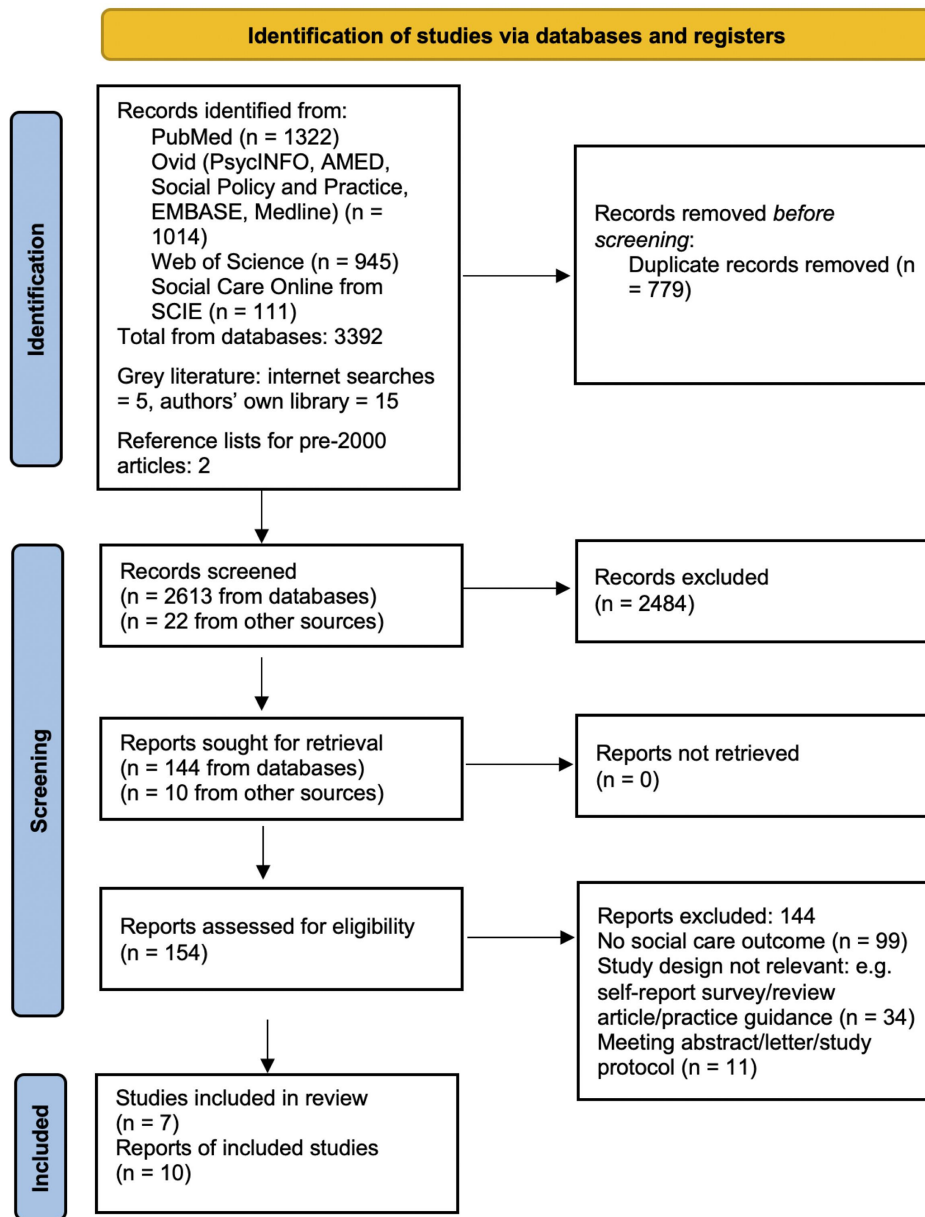 Identification of studies via databases and registers
Identification
Records identified from:
PubMed (n = 1322)
Ovid (PsycINFO, AMED,
Social Policy and Practice,
EMBASE, Medline) (n =
1014)
Web of Science (n = 945)
Social Care Online from
SCIE (n = 111)
Total from databases: 3392
Grey literature: internet searches
= 5, authors’ own library = 15
Reference lists for pre-2000
articles: 2
Records removed before
screening:
Duplicate records removed (n
= 779)
Screening
Records screened
(n = 2613 from databases)
(n = 22 from other sources)
Records excluded
(n = 2484)
Reports sought for retrieval
(n = 144 from databases)
(n = 10 from other sources)
Reports not retrieved
(n = 0)
Reports assessed for eligibility
(n = 154)
Reports excluded: 144
No social care outcome (n = 99)
Study design not relevant: e.g.
self-report survey/review
article/practice guidance (n = 34)
Meeting abstract/letter/study
protocol (n = 11)
Included
Studies included in review
(n = 7)
Reports of included studies
(n = 10)